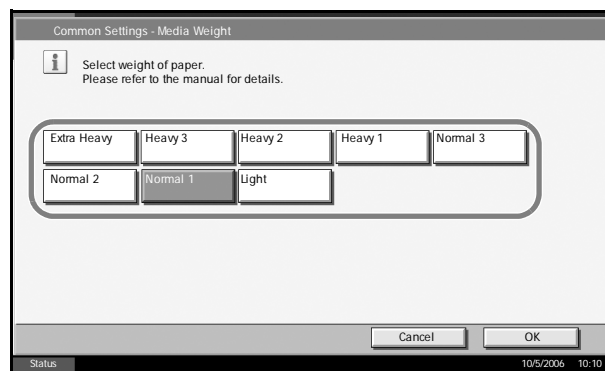 Common Settings - Media Weight
Select weight of paper.
Please refer to the manual for details.
Extra Heavy Heavy 3 Heavy 2 Heavy 1 Normal 3
Normal 2 Normal 1 Light
Cancel OK
Status 10/5/2006 10:10